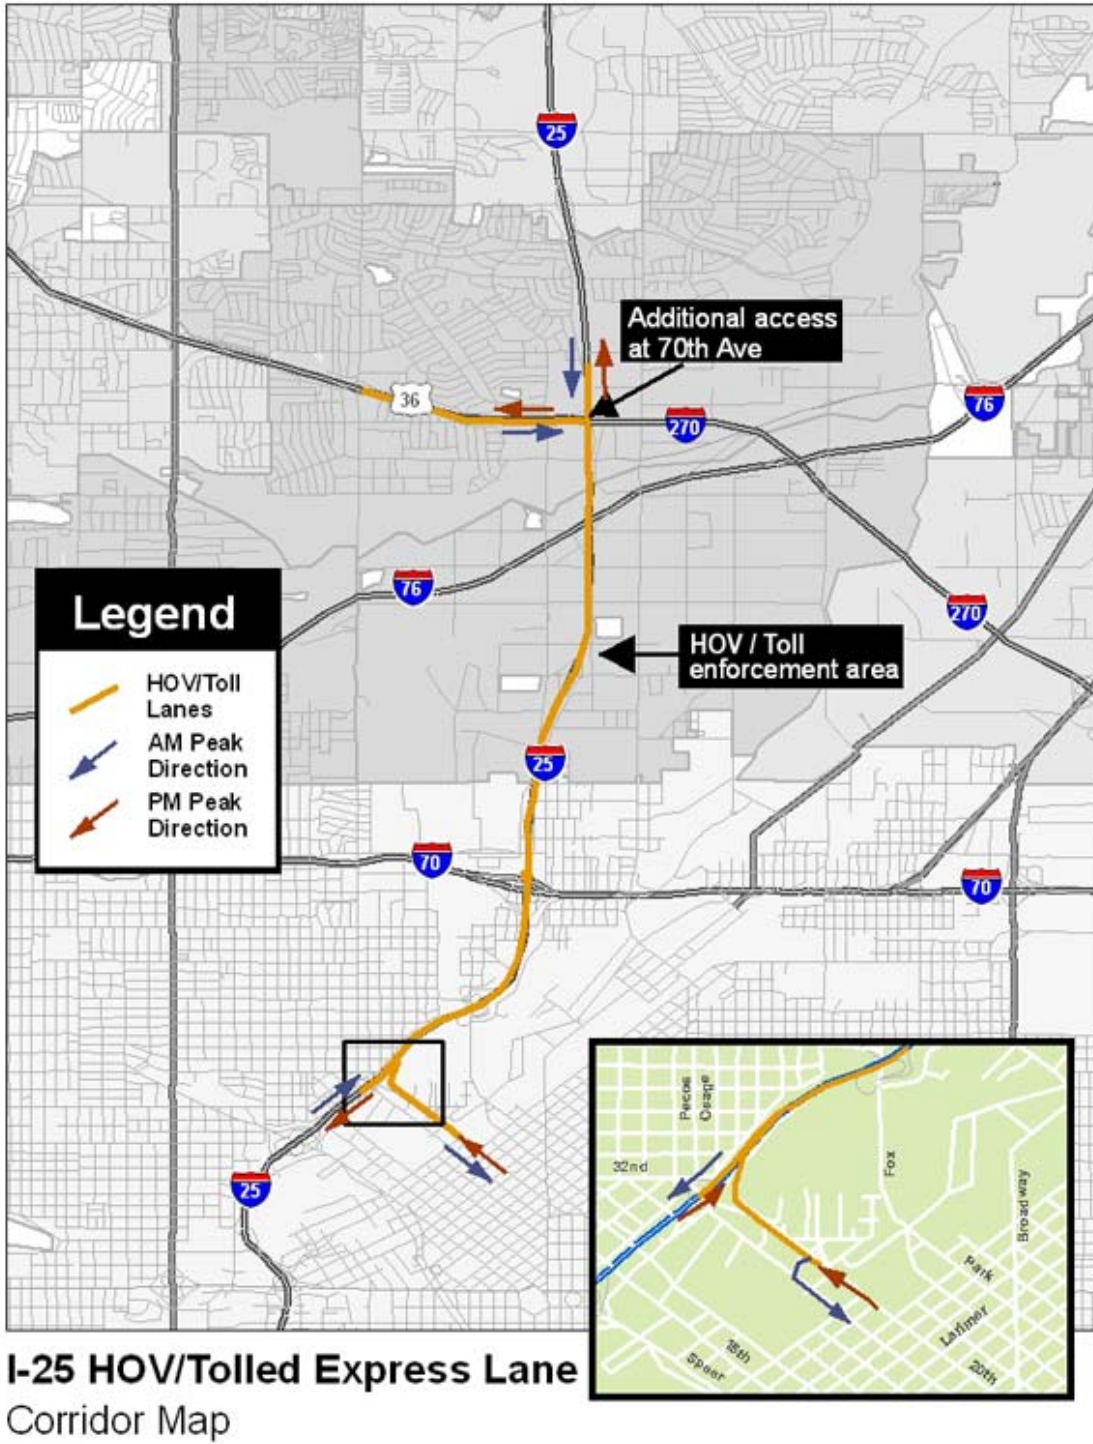 25
Additional access
at 70th Ave
36
270
76
76
270
HOV / Toll
enforcement area
Legend
HOV/Toll
Lanes
AM Peak
Direction
PM Peak
Direction
25
70
70
25
Pecos
Osage
32nd
Fox
Broadway
Park
Larimer
20th
15th
Speer
I-25 HOV/Tolled Express Lane
Corridor Map